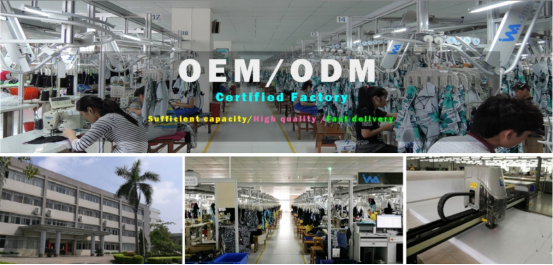 OEM/ODM
Certified Factory
Sufficient capacity/High quality /Fast delivery